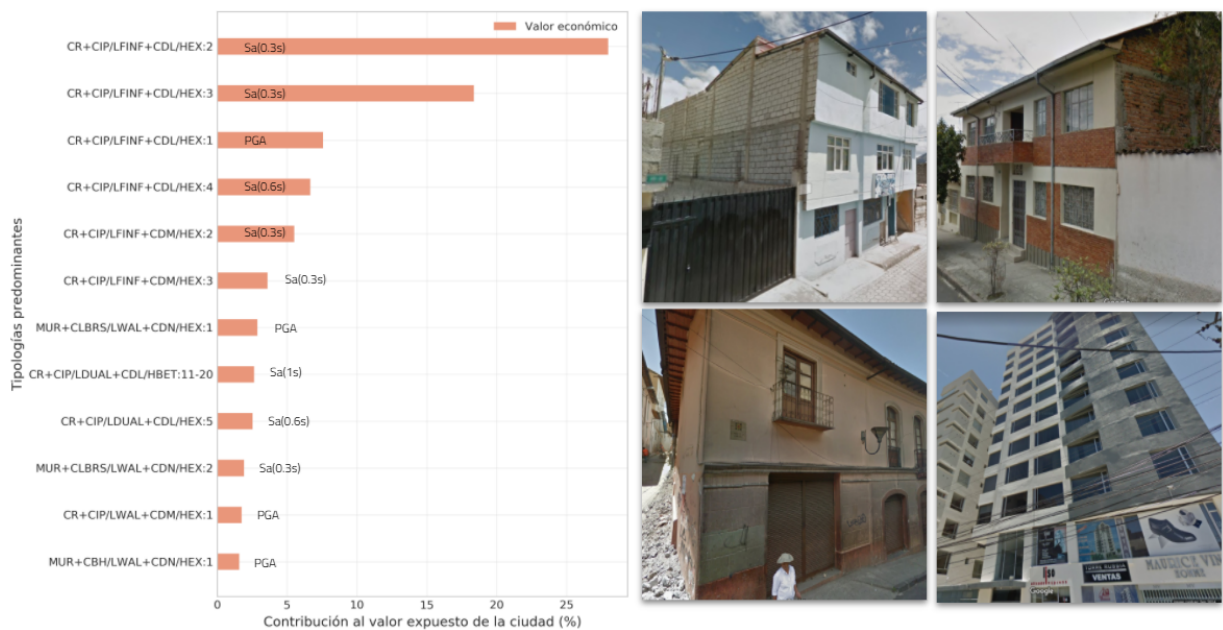 Valor económico
CR+CIP/LFINF+CDL/HEX:2 Sa(0.3s)
CR+CIP/LFINF+CDL/HEX:3 Sa(0.3s)
CR+CIP/LFINF+CDL/HEX:1 PGA
CR+CIP/LFINF+CDL/HEX:4 Sa(0.6s)
CR+CIP/LFINF+CDM/HEX:2 Sa(0.3s)
CR+CIP/LFINF+CDM/HEX:3 Sa(0.3s)
MUR+CLBRS/LWAL+CDN/HEX:1 PGA
CR+CIP/LDUAL+CDL/HBET:11-20 Sa(1s)
CR+CIP/LDUAL+CDL/HEX:5 Sa(0.6s)
MUR+CLBRS/LWAL+CDN/HEX:2 Sa(0.3s)
CR+CIP/LWAL+CDM/HEX:1 PGA
MUR+CBH/LWAL+CDN/HEX:1 PGA
Tipologías predominantes
0 5 10 15 20 25
Contribución al valor expuesto de la ciudad (%)
VENTAS
MAURICE
Google